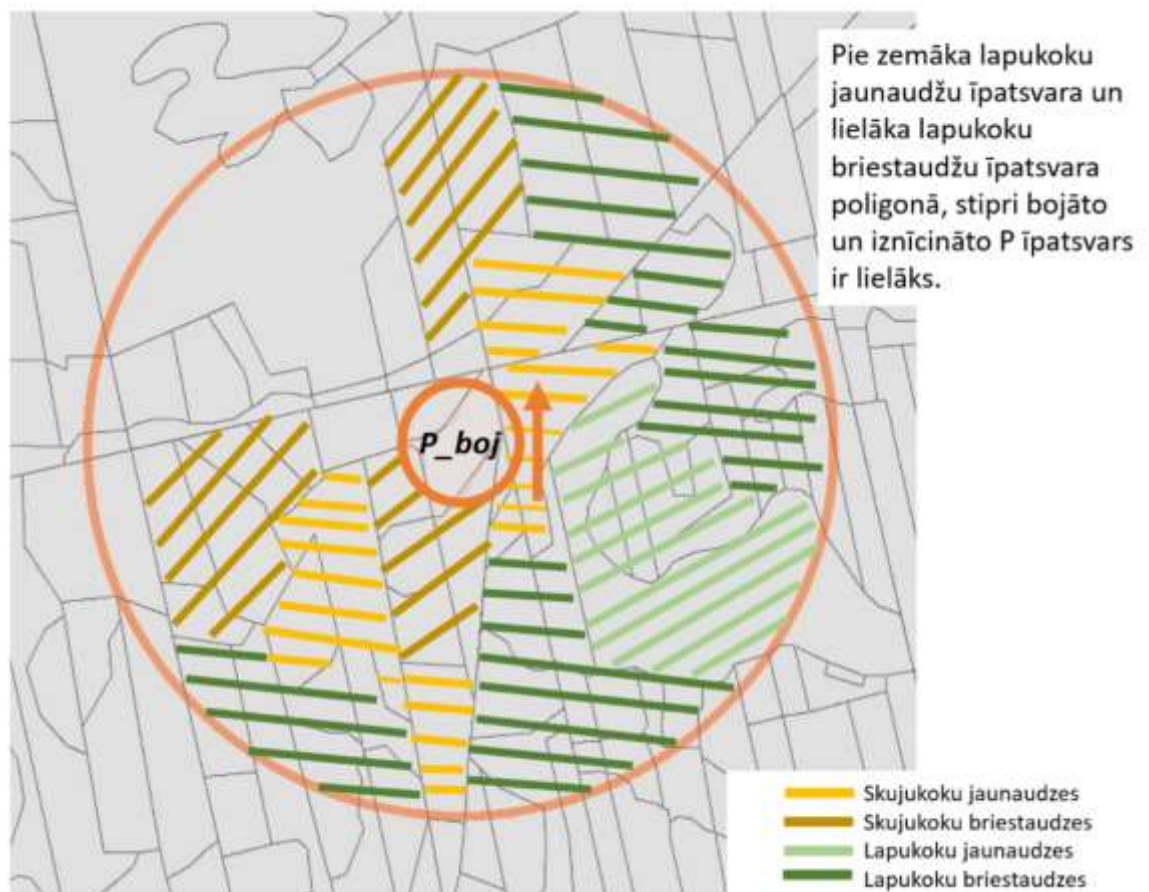 Pie zemāka lapukoku
jaunaudžu īpatsvara un
lielāka lapukoku
briestaudžu īpatsvara
poligonā, stipri bojāto
un iznīcināto P īpatsvars
ir lielāks.
P_boj
Skujukoku jaunaudzes
Skujukoku briestaudzes
Lapukoku jaunaudzes
Lapukoku briestaudzes